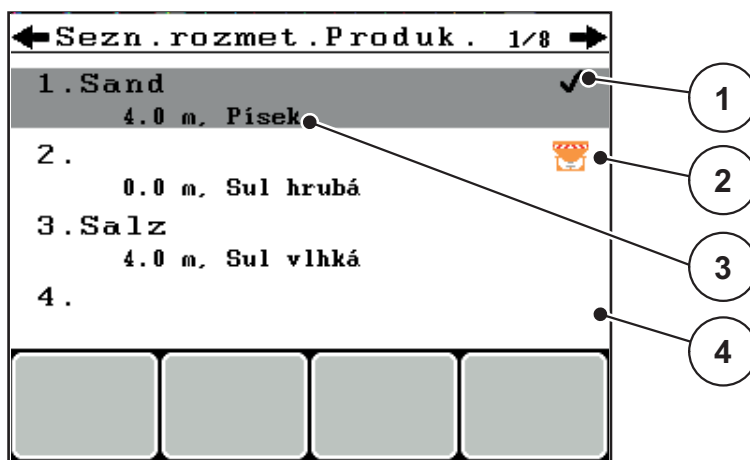 Sezn.rozmet.Produk. 1/8
1.Sand
4.0 m, Písek
2.
0.0 m, Sul hrubá
3.Salz
4.0 m, Sul vlhká
4.
1
2
3
4